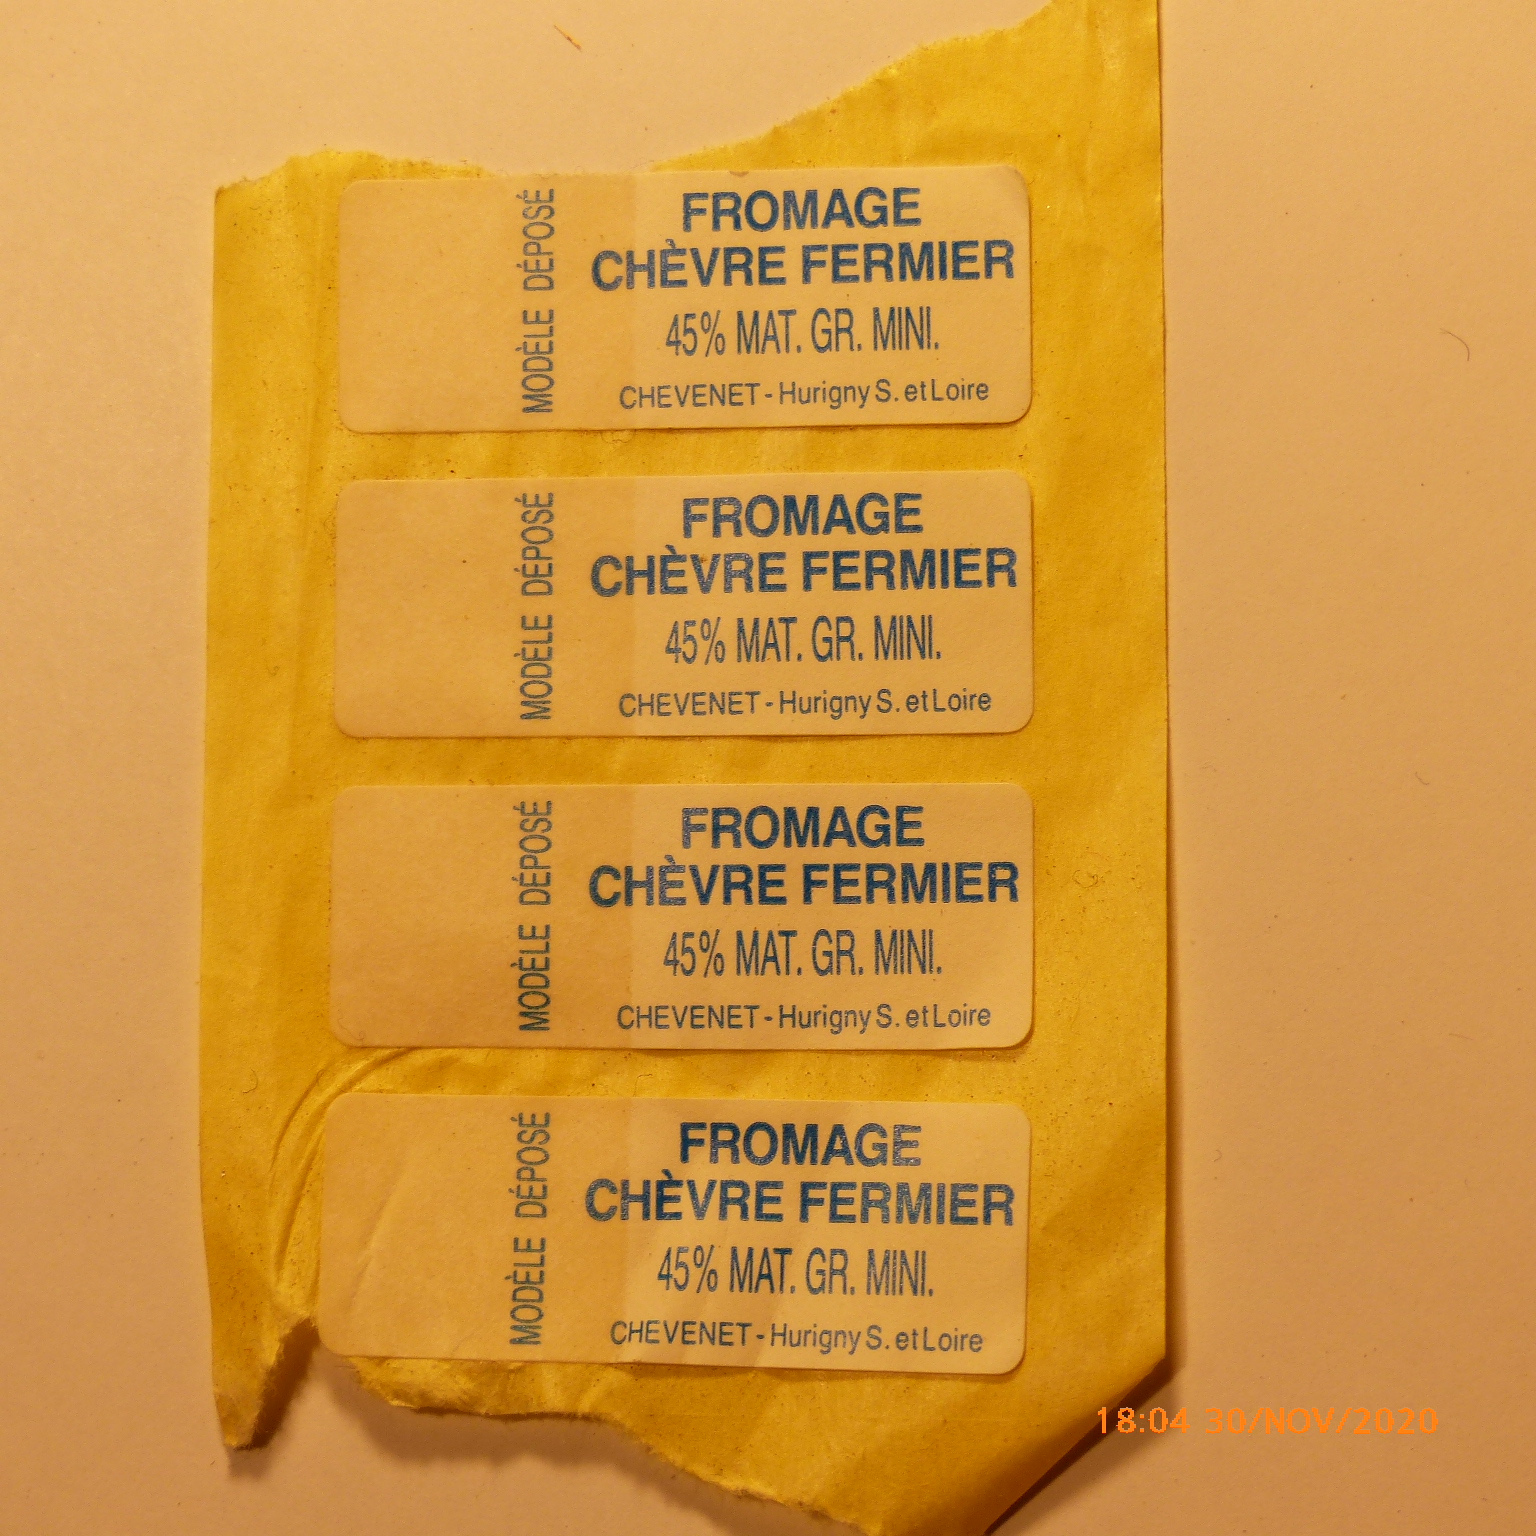 MODÈLE DÉPOSÉ
FROMAGE
CHÈVRE FERMIER
45% MAT. GR. MINI.
CHEVENET - Hurigny S. et Loire
MODÈLE DÉPOSÉ
FROMAGE
CHÈVRE FERMIER
45% MAT. GR. MINI.
CHEVENET - Hurigny S. et Loire
MODÈLE DÉPOSÉ
FROMAGE
CHÈVRE FERMIER
45% MAT. GR. MINI.
CHEVENET - Hurigny S. et Loire
MODÈLE DÉPOSÉ
FROMAGE
CHÈVRE FERMIER
45% MAT. GR. MINI.
CHEVENET - Hurigny S. et Loire
18:04 30/NOV/2020